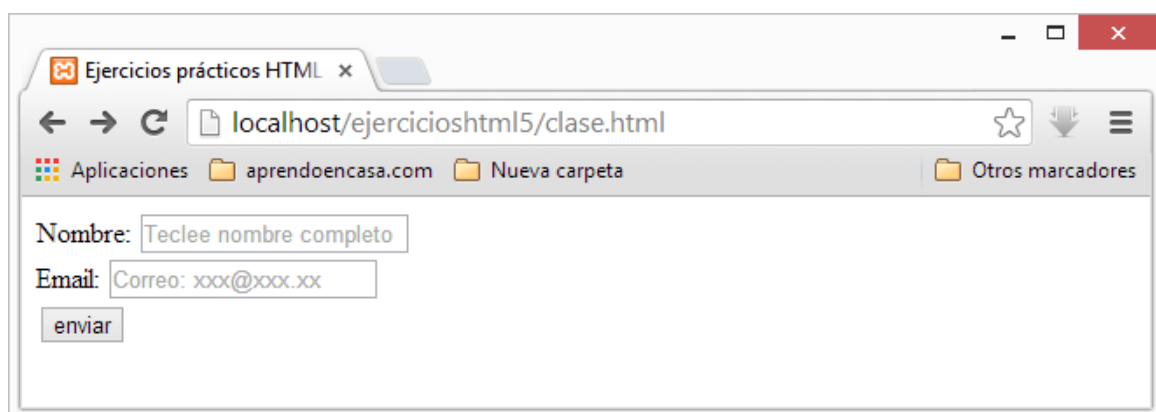 Ejercicios prácticos HTML
localhost/ejercicioshtml5/clase.html
Aplicaciones aprendoencasa.com Nueva carpeta Otros marcadores
Nombre: Teclee nombre completo
Email: Correo: xxx@xxx.xx
enviar